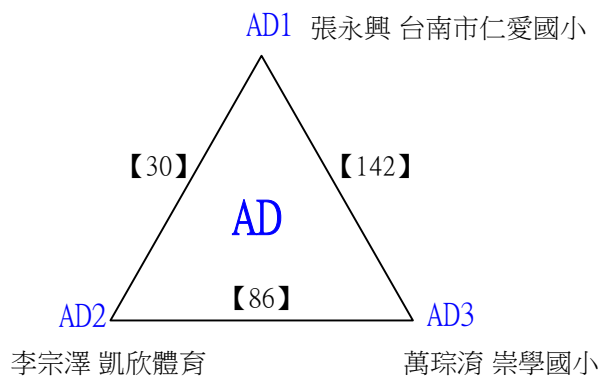 AD1 張永興 台南市仁愛國小
【30】 【142】
AD
【86】
AD2 AD3
李宗澤 凱欣體育 萬琮淯 崇學國小